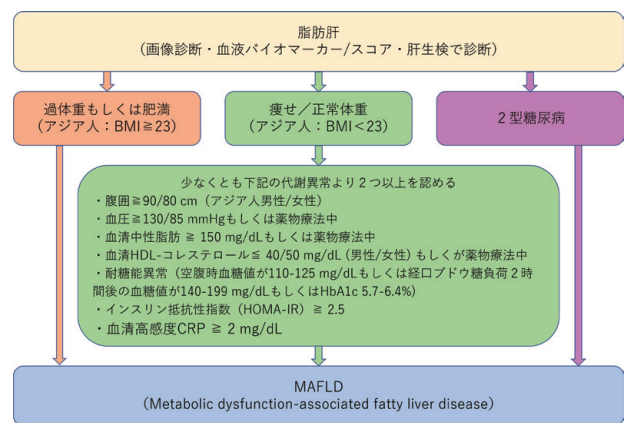 脂肪肝
(画像診断・血液バイオマーカー/スコア・肝生検で診断)
過体重もしくは肥満
(アジア人：BMI≧23)
痩せ／正常体重
(アジア人：BMI<23)
2型糖尿病
少なくとも下記の代謝異常より2つ以上を認める
・腹囲≧90/80 cm (アジア人男性/女性)
・血圧≧130/85 mmHgもしくは薬物療法中
・血清中性脂肪 ≧ 150 mg/dLもしくは薬物療法中
・血清HDL-コレステロール≦ 40/50 mg/dL (男性/女性) もしくが薬物療法中
・耐糖能異常 (空腹時血糖値が110-125 mg/dLもしくは経口ブドウ糖負荷2時
間後の血糖値が140-199 mg/dLもしくはHbA1c 5.7-6.4%)
・インスリン抵抗性指数（HOMA-IR）≧ 2.5
・血清高感度CRP ≧ 2 mg/dL
MAFLD
(Metabolic dysfunction-associated fatty liver disease)